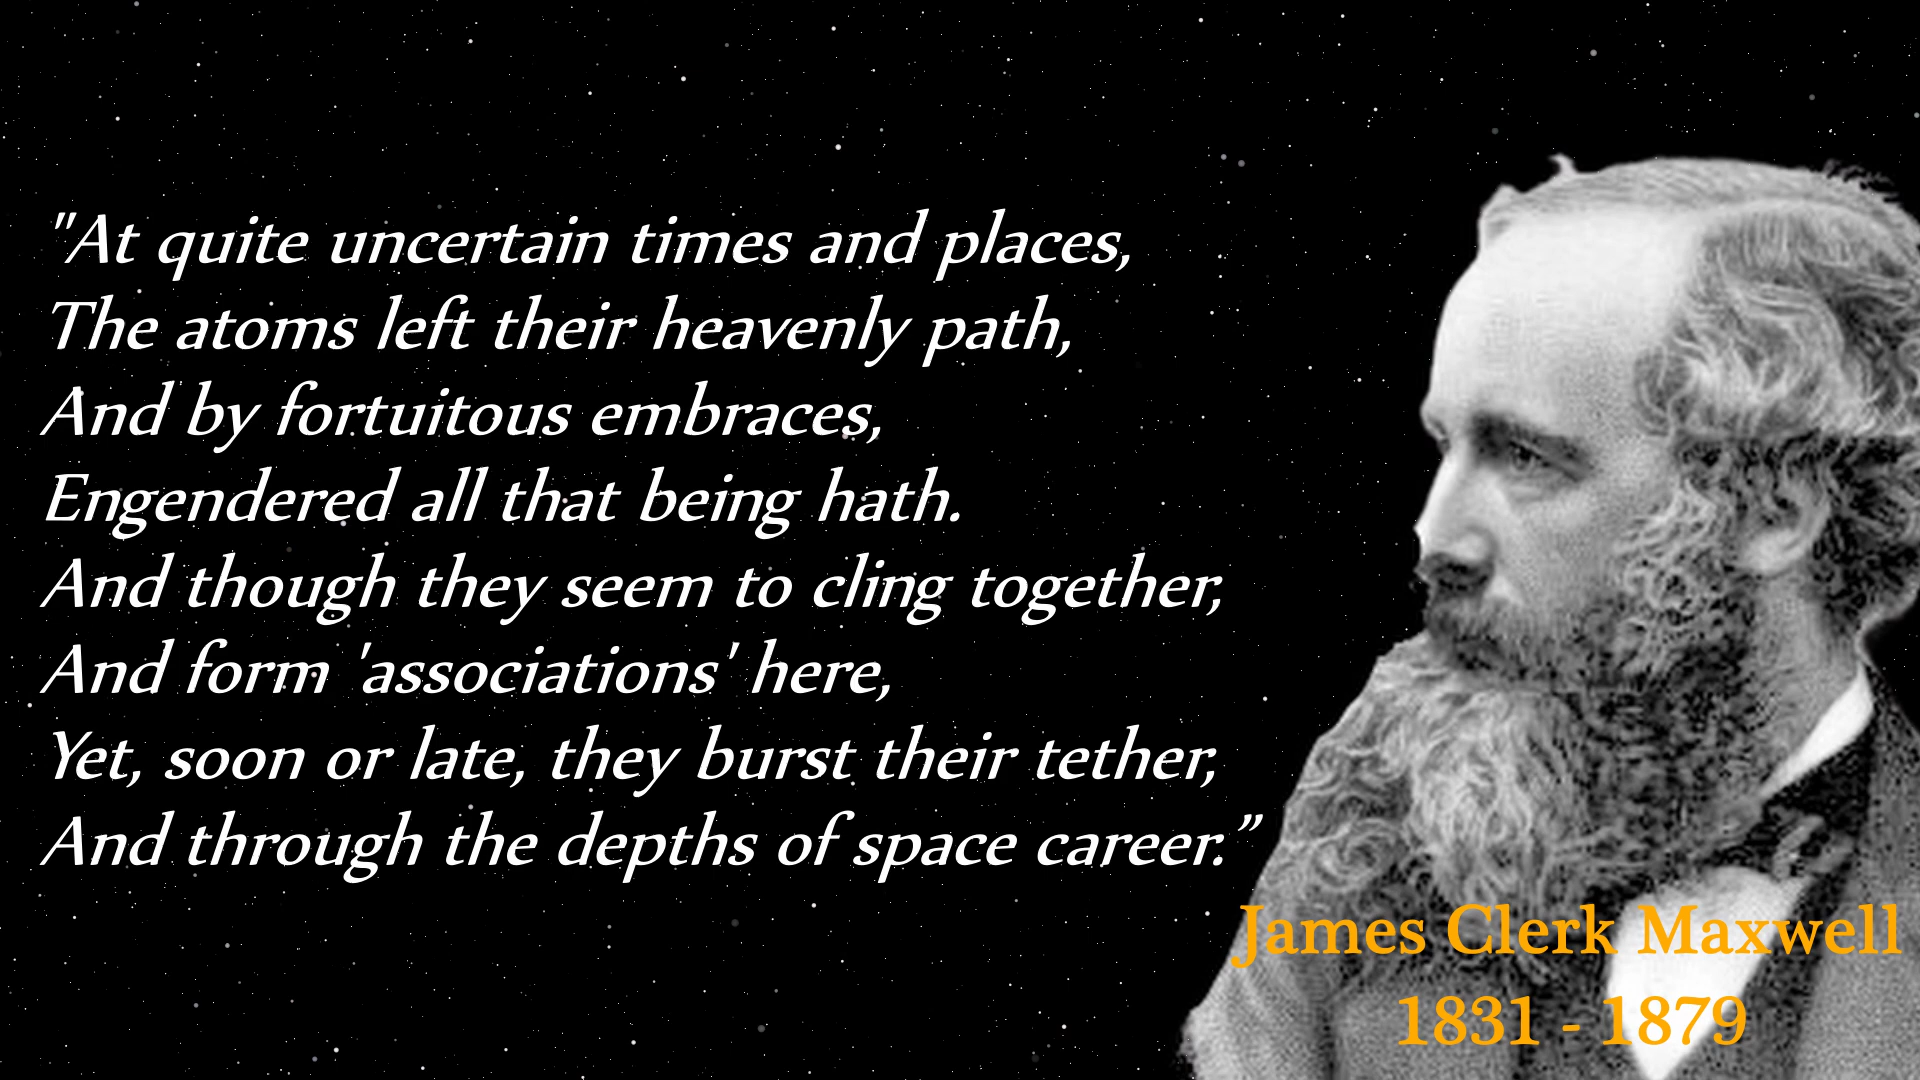 "At quite uncertain times and places,
The atoms left their heavenly path,
And by fortuitous embraces,
Engendered all that being hath.
And though they seem to cling together,
And form 'associations' here,
Yet, soon or late, they burst their tether,
And through the depths of space career.”
James Clerk Maxwell
1831 - 1879